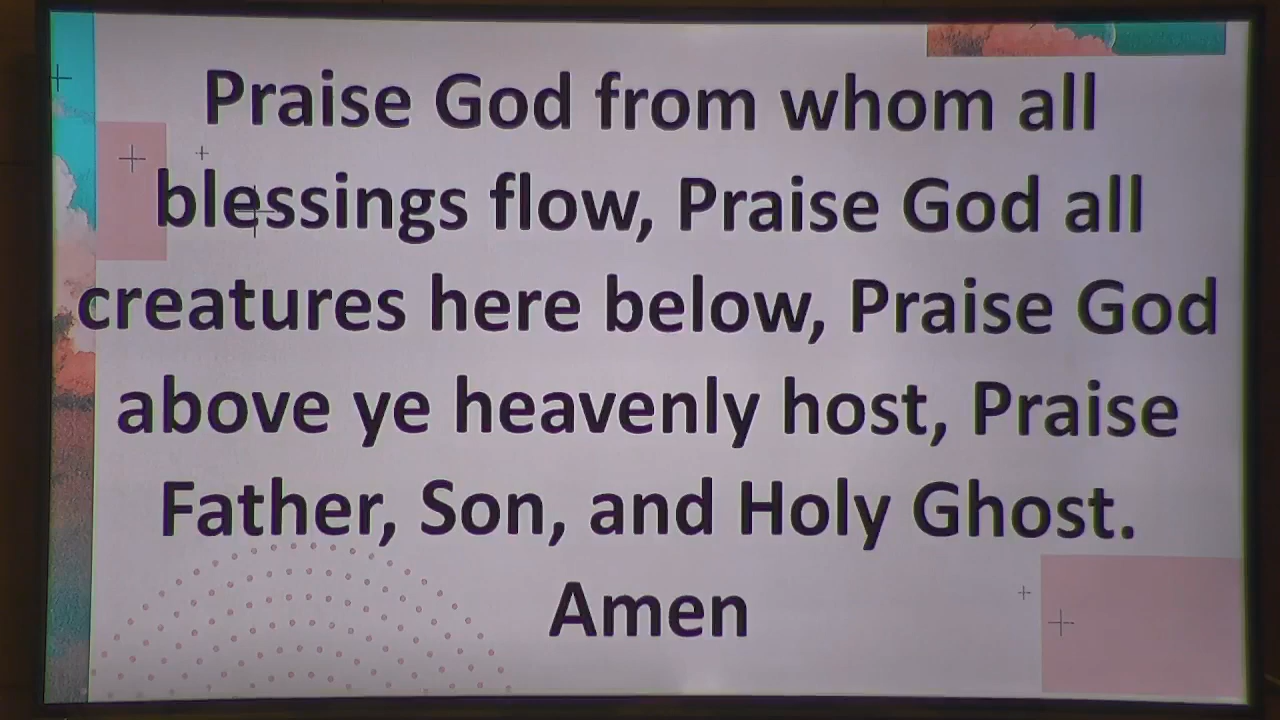 Praise God from whom all
blessings flow, Praise God all
creatures here below, Praise God
above ye heavenly host, Praise
Father, Son, and Holy Ghost.
Amen